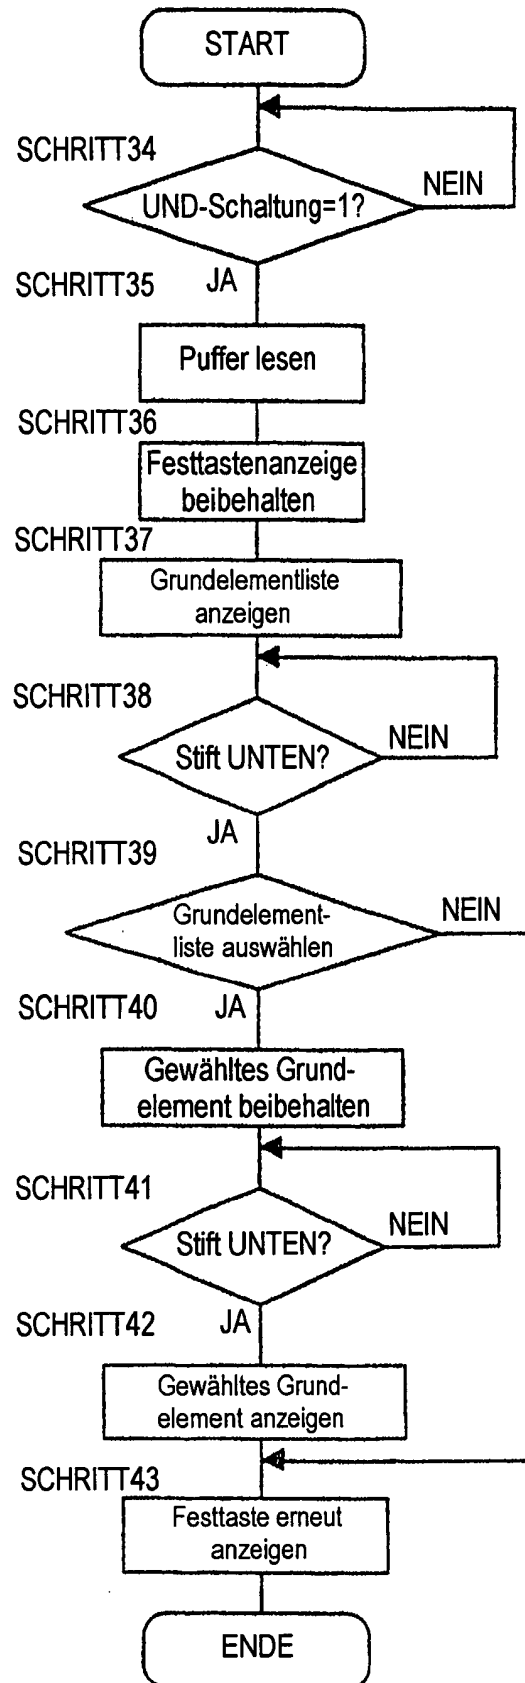 START
SCHRITT34
UND-Schaltung=1?
NEIN
SCHRITT35
JA
Puffer lesen
SCHRITT36
Festtastenanzeige
beibehalten
SCHRITT37
Grundelementliste
anzeigen
SCHRITT38
Stift UNTEN?
NEIN
JA
SCHRITT39
Grundelement-
liste auswählen
NEIN
SCHRITT40
JA
Gewähltes Grund-
element beibehalten
SCHRITT41
Stift UNTEN?
NEIN
SCHRITT42
JA
Gewähltes Grund-
element anzeigen
SCHRITT43
Festtaste erneut
anzeigen
ENDE